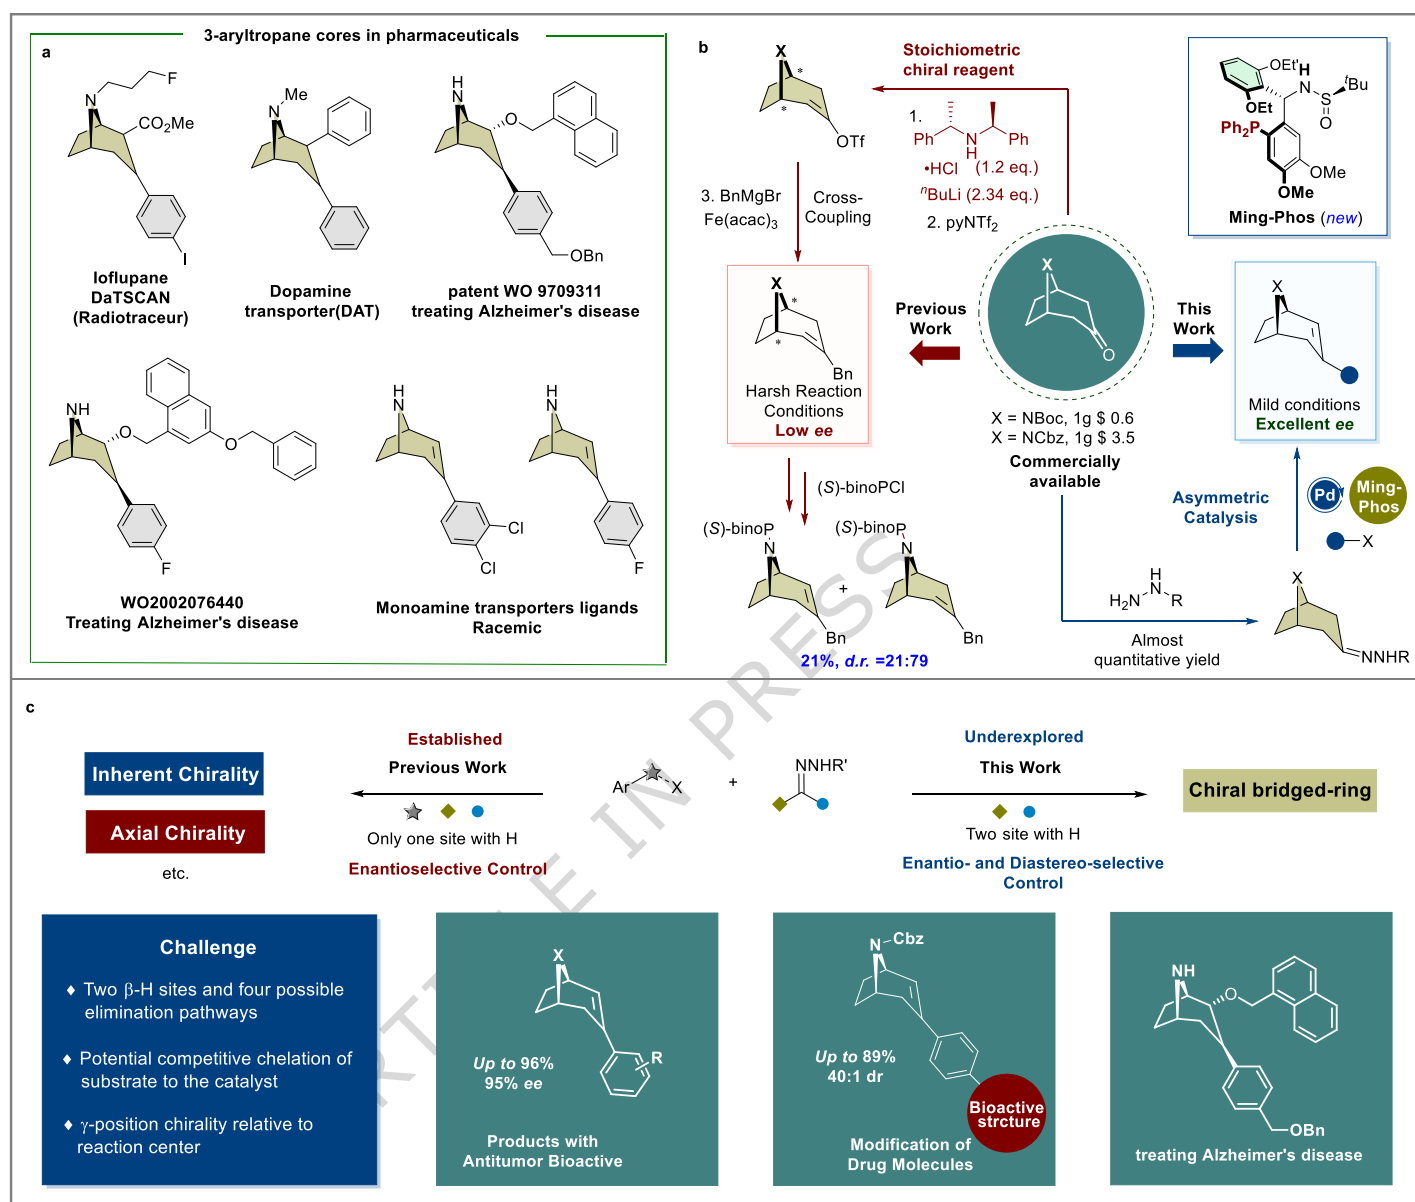 a
3-aryltropane cores in pharmaceuticals
F
N
CO2Me
I
Ioflupane
DaTSCAN
(Radiotraceur)
Me
N
Dopamine
transporter(DAT)
H
N
O
OBn
patent WO 9709311
treating Alzheimer's disease
NH
O
O
F
WO2002076440
Treating Alzheimer's disease
H
N
Cl
Cl
H
N
F
Monoamine transporters ligands
Racemic
b
X
*
*
OTf
Stoichiometric
chiral reagent
1.
Ph
N
H
Ph
•HCl (1.2 eq.)
nBuLi (2.34 eq.)
2. pyNTf2
3. BnMgBr
Fe(acac)3
Cross-
Coupling
X
*
*
Bn
Harsh Reaction
Conditions
Low ee
Previous
Work
X
O
This
Work
X = NBoc, 1g $ 0.6
X = NCbz, 1g $ 3.5
Commercially
available
OEt'
H
N
S
tBu
O
OEt
Ph2P
OMe
OMe
Ming-Phos (new)
X
Mild conditions
Excellent ee
Asymmetric
Catalysis
Pd
Ming-
Phos
X
(S)-binoPCl
(S)-binoP
N
Bn
+
(S)-binoP
N
Bn
21%, d.r. =21:79
H
H2N
N
R
Almost
quantitative yield
X
NNHR
c
Inherent Chirality
Axial Chirality
etc.
Established
Previous Work
Only one site with H
Enantioselective Control
Ar
X
+
NNHR'
Underexplored
This Work
Two site with H
Enantio- and Diastereo-selective
Control
Chiral bridged-ring
Challenge
♦ Two β-H sites and four possible
elimination pathways
♦ Potential competitive chelation of
substrate to the catalyst
♦ γ-position chirality relative to
reaction center
X
R
Up to 96%
95% ee
Products with
Antitumor Bioactive
N
Cbz
Up to 89%
40:1 dr
Bioactive
strcture
Modification of
Drug Molecules
NH
O
OBn
treating Alzheimer's disease
ARTICLE IN PRESS